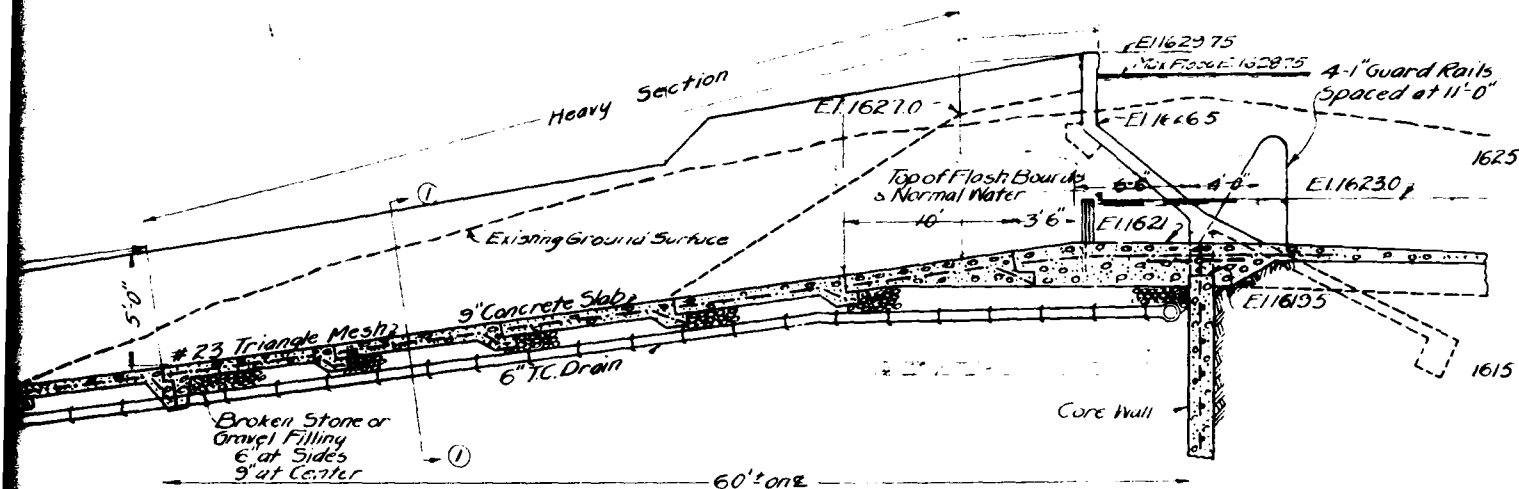 El.1629.75
Max Flood El.1628.75
4-1" Guard Rails
Spaced at 11'-0"
Heavy Section
El.1627.0
El.1626.5
1625
Top of Flash Boards
& Normal Water
6'-6"
4'-0"
El.1623.0
10'
3'6"
El.1621
①
Existing Ground Surface
5'-0"
9" Concrete Slab
El.1619.5
#23 Triangle Mesh
6" T.C. Drain
1615
Broken Stone or
Gravel Filling
6" at Sides
9" at Center
①
Core Wall
60'± on ℄